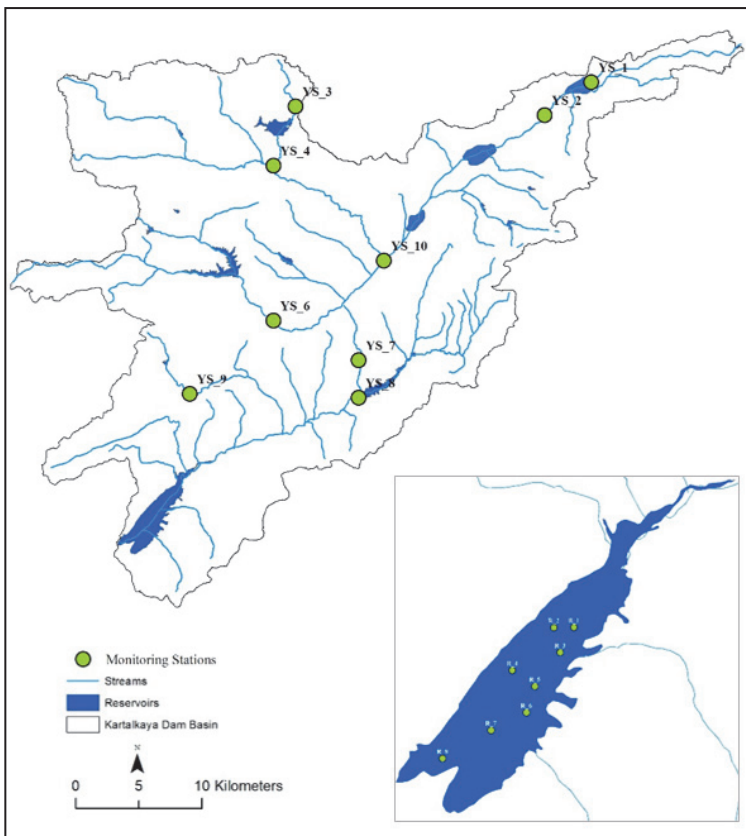 YS_1
YS_2
YS_3
YS_4
YS_10
YS_6
YS_7
YS_9
YS_8
Monitoring Stations
Streams
Reservoirs
Kartalkaya Dam Basin
N
0 5 10 Kilometers